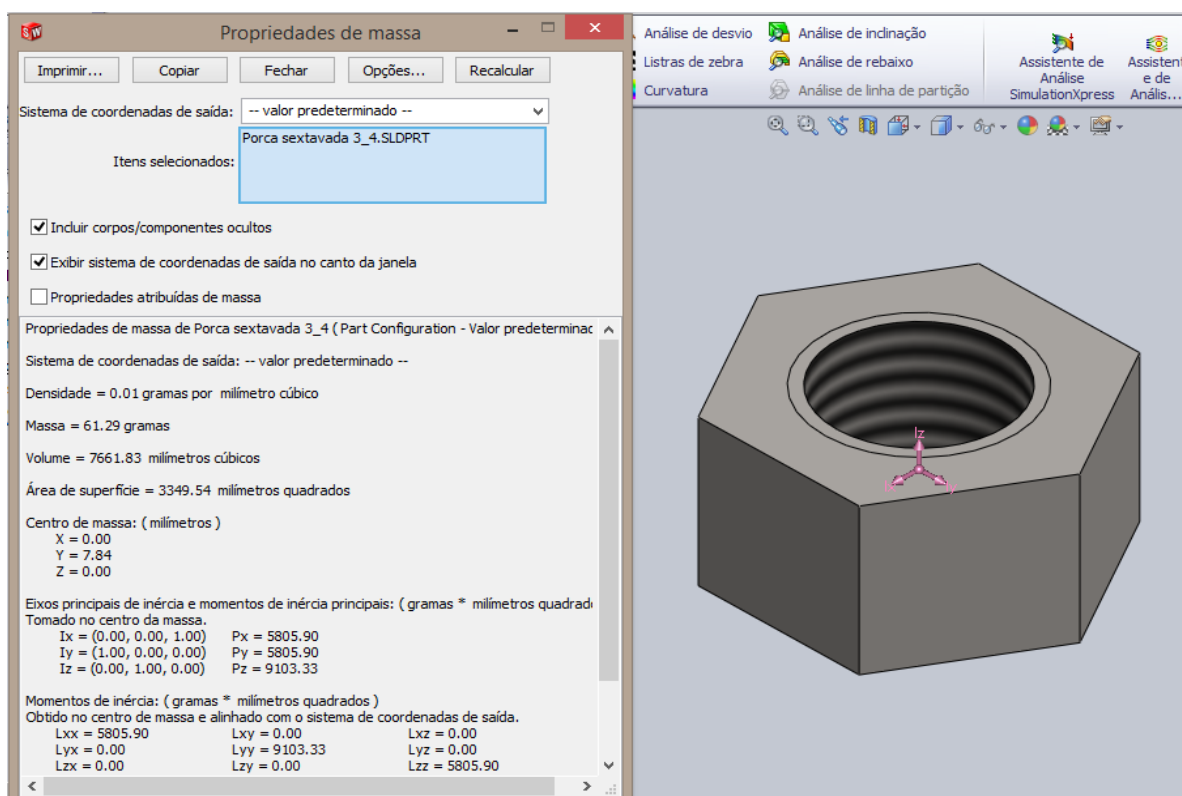 SW
Propriedades de massa
Imprimir... Copiar Fechar Opções... Recalcular
Sistema de coordenadas de saída: -- valor predeterminado --
Itens selecionados: Porca sextavada 3_4.SLDPRT
Incluir corpos/componentes ocultos
Exibir sistema de coordenadas de saída no canto da janela
Propriedades atribuídas de massa
Propriedades de massa de Porca sextavada 3_4 ( Part Configuration - Valor predeterminac
Sistema de coordenadas de saída: -- valor predeterminado --
Densidade = 0.01 gramas por milímetro cúbico
Massa = 61.29 gramas
Volume = 7661.83 milímetros cúbicos
Área de superfície = 3349.54 milímetros quadrados
Centro de massa: ( milímetros )
X = 0.00
Y = 7.84
Z = 0.00
Eixos principais de inércia e momentos de inércia principais: ( gramas * milímetros quadrad
Tomado no centro da massa.
Ix = (0.00, 0.00, 1.00) Px = 5805.90
Iy = (1.00, 0.00, 0.00) Py = 5805.90
Iz = (0.00, 1.00, 0.00) Pz = 9103.33
Momentos de inércia: ( gramas * milímetros quadrados )
Obtido no centro de massa e alinhado com o sistema de coordenadas de saída.
Lxx = 5805.90 Lxy = 0.00 Lxz = 0.00
Lyx = 0.00 Lyy = 9103.33 Lyz = 0.00
Lzx = 0.00 Lzy = 0.00 Lzz = 5805.90
Análise de desvio Análise de inclinação
Listras de zebra Análise de rebaixo
Curvatura Análise de linha de partição
Assistente de Análise SimulationXpress
Assistent e de Anális...
Iz